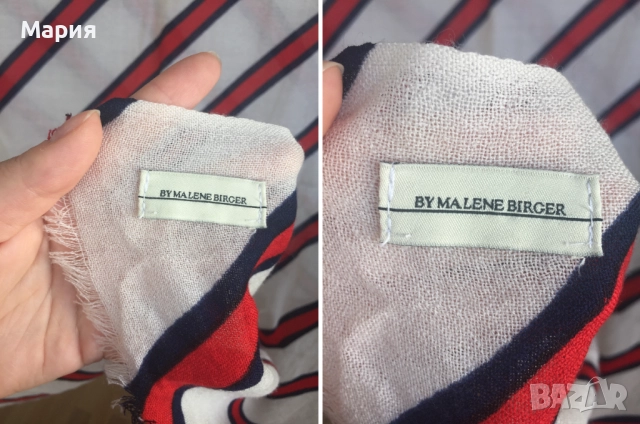 Мария
BY MALENE BIRGER
BY MALENE BIRGER
BAZAR